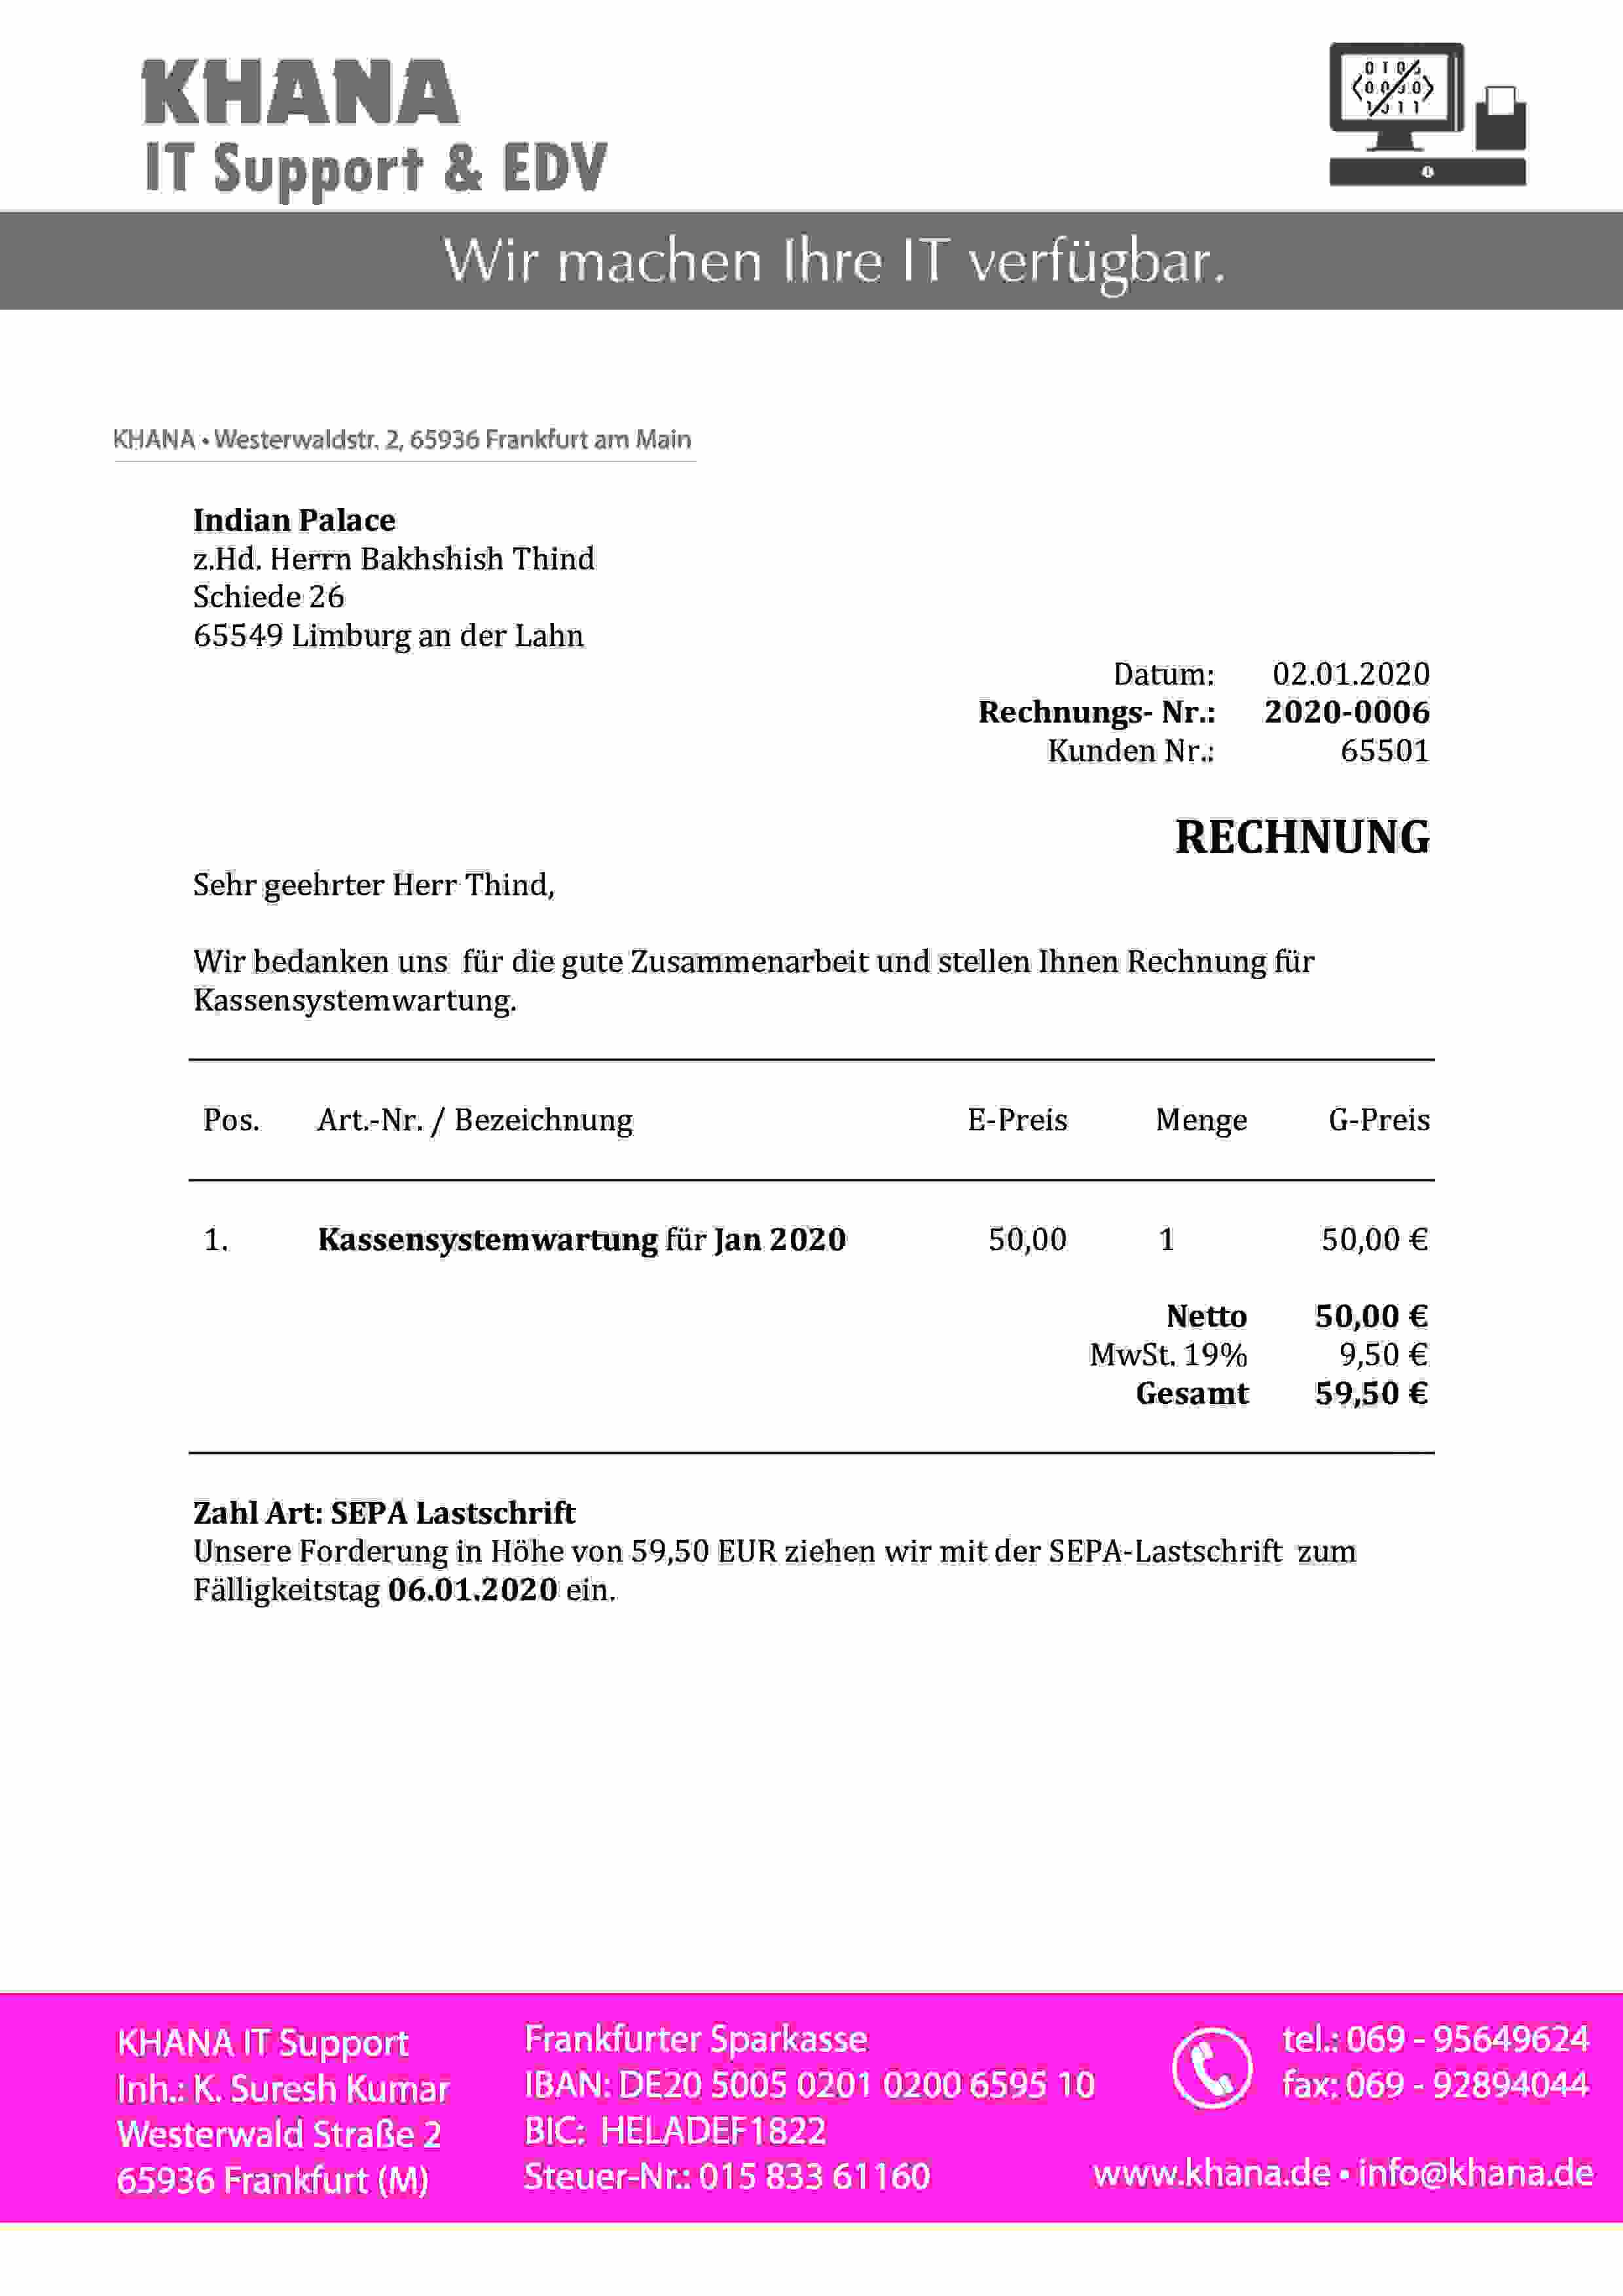 KHANA
IT Support & EDV
Wir machen Ihre IT verfügbar.
KHANA • Westerwaldstr. 2, 65936 Frankfurt am Main
Indian Palace
z.Hd. Herrn Bakhshish Thind
Schiede 26
65549 Limburg an der Lahn
Datum: 02.01.2020
Rechnungs- Nr.: 2020-0006
Kunden Nr.: 65501
RECHNUNG
Sehr geehrter Herr Thind,
Wir bedanken uns für die gute Zusammenarbeit und stellen Ihnen Rechnung für
Kassensystemwartung.
Pos. Art.-Nr. / Bezeichnung E-Preis Menge G-Preis
1. Kassensystemwartung für Jan 2020 50,00 1 50,00 €
Netto 50,00 €
MwSt. 19% 9,50 €
Gesamt 59,50 €
Zahl Art: SEPA Lastschrift
Unsere Forderung in Höhe von 59,50 EUR ziehen wir mit der SEPA-Lastschrift zum
Fälligkeitstag 06.01.2020 ein.
KHANA IT Support
Inh.: K. Suresh Kumar
Westerwald Straße 2
65936 Frankfurt (M)
Frankfurter Sparkasse
IBAN: DE20 5005 0201 0200 6595 10
BIC: HELADEF1822
Steuer-Nr.: 015 833 61160
tel.: 069 - 95649624
fax: 069 - 92894044
www.khana.de • info@khana.de